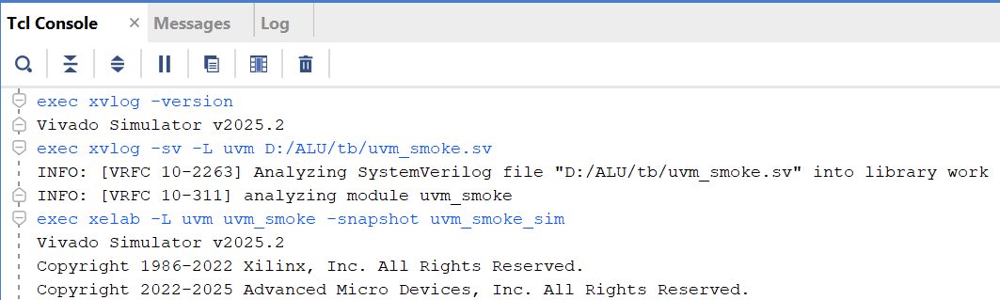 Tcl Console × Messages Log
exec xvlog -version
Vivado Simulator v2025.2
exec xvlog -sv -L uvm D:/ALU/tb/uvm_smoke.sv
INFO: [VRFC 10-2263] Analyzing SystemVerilog file "D:/ALU/tb/uvm_smoke.sv" into library work
INFO: [VRFC 10-311] analyzing module uvm_smoke
exec xelab -L uvm uvm_smoke -snapshot uvm_smoke_sim
Vivado Simulator v2025.2
Copyright 1986-2022 Xilinx, Inc. All Rights Reserved.
Copyright 2022-2025 Advanced Micro Devices, Inc. All Rights Reserved.